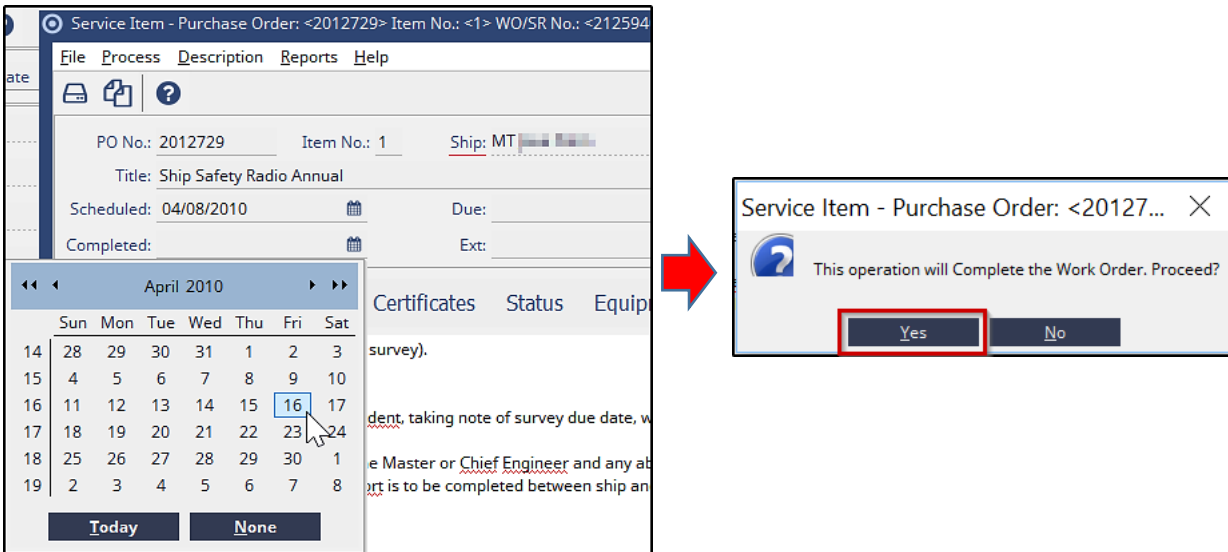 Service Item - Purchase Order: <2012729> Item No.: <1> WO/SR No.: <212594
File Process Description Reports Help
ate
PO No.: 2012729 Item No.: 1 Ship: MT
Title: Ship Safety Radio Annual
Scheduled: 04/08/2010 Due:
Completed: Ext:
April 2010
Certificates Status Equip
Sun Mon Tue Wed Thu Fri Sat
14 28 29 30 31 1 2 3
survey).
15 4 5 6 7 8 9 10
16 11 12 13 14 15 16 17
dent, taking note of survey due date, w
17 18 19 20 21 22 23 24
18 25 26 27 28 29 30 1
e Master or Chief Engineer and any ab
19 2 3 4 5 6 7 8
ort is to be completed between ship an
Today None
Service Item - Purchase Order: <20127...
This operation will Complete the Work Order. Proceed?
Yes No